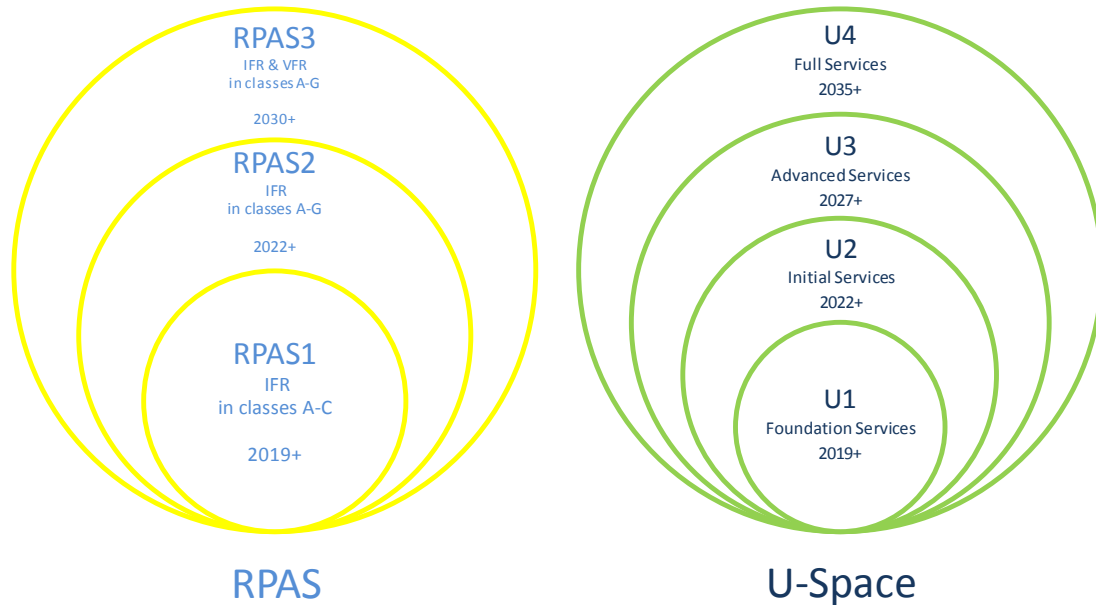 RPAS3
IFR & VFR
in classes A-G
2030+
RPAS2
IFR
in classes A-G
2022+
RPAS1
IFR
in classes A-C
2019+
RPAS
U4
Full Services
2035+
U3
Advanced Services
2027+
U2
Initial Services
2022+
U1
Foundation Services
2019+
U-Space